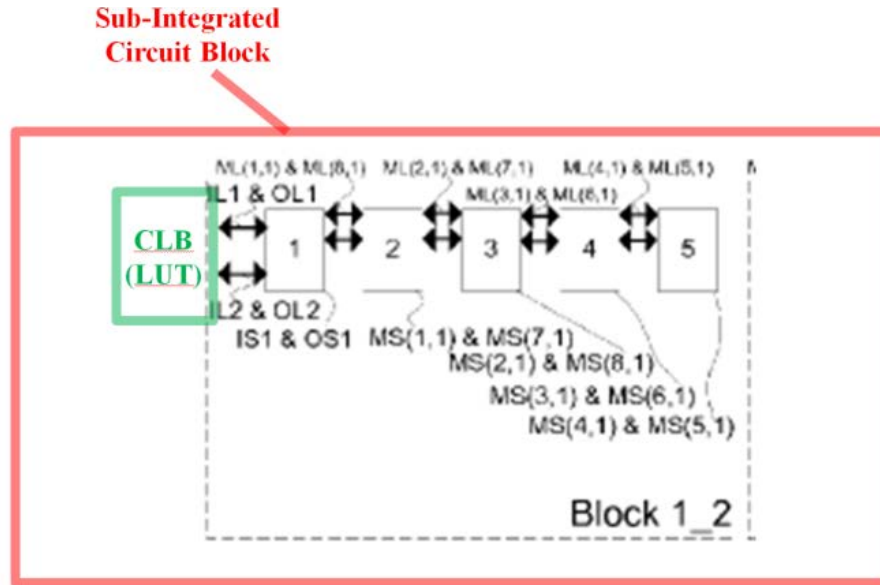 Sub-Integrated
Circuit Block
ML(1,1) & ML(8,1) ML(2,1) & ML(7,1) ML(4,1) & ML(5,1)
IL1 & OL1 ML(3,1) & ML(6,1)
CLB
(LUT)
1 2 3 4 5
IL2 & OL2
IS1 & OS1 MS(1,1) & MS(7,1)
MS(2,1) & MS(8,1)
MS(3,1) & MS(6,1)
MS(4,1) & MS(5,1)
Block 1_2